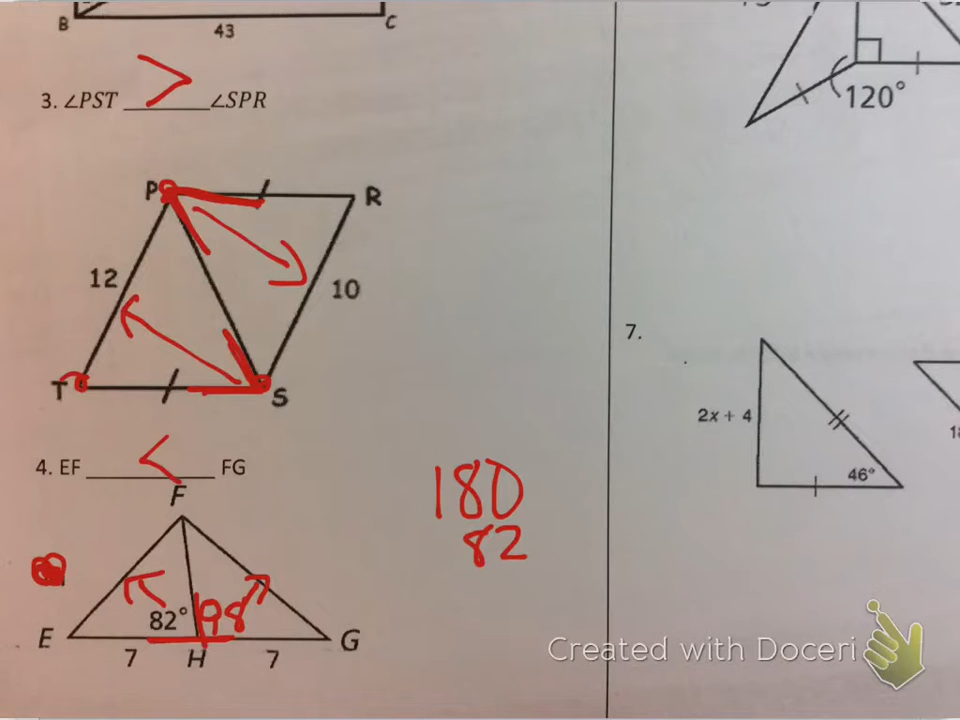 B
43
C
3. ∠PST > ∠SPR
P
R
12
10
T
S
4. EF < FG
F
180
82
82°
98
E
7
H
7
G
120°
7.
2x + 4
46°
Created with Doceri